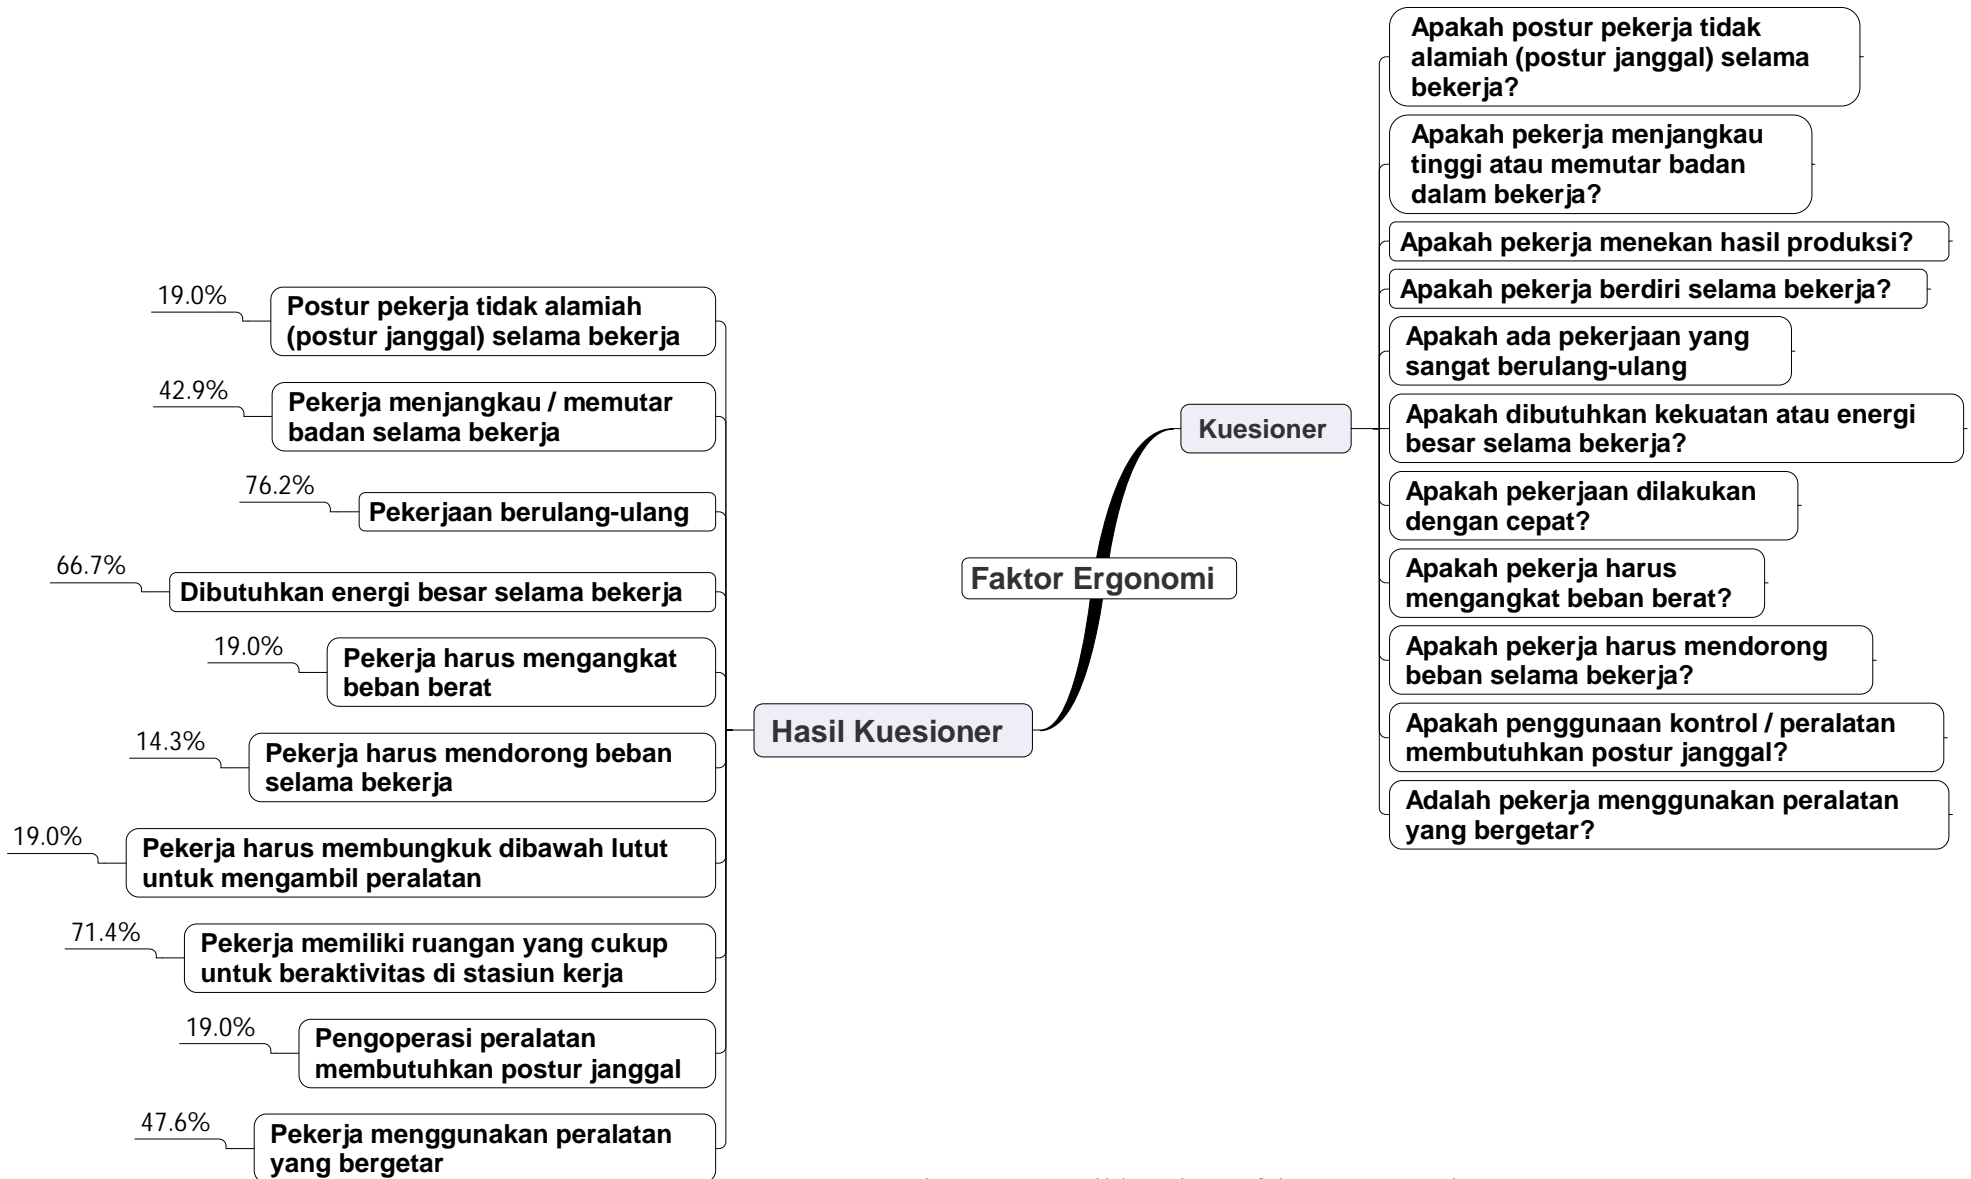 Faktor Ergonomi
Kuesioner
Apakah postur pekerja tidak
alamiah (postur janggal) selama
bekerja?
Apakah pekerja menjangkau
tinggi atau memutar badan
dalam bekerja?
Apakah pekerja menekan hasil produksi?
Apakah pekerja berdiri selama bekerja?
Apakah ada pekerjaan yang
sangat berulang-ulang
Apakah dibutuhkan kekuatan atau energi
besar selama bekerja?
Apakah pekerjaan dilakukan
dengan cepat?
Apakah pekerja harus
mengangkat beban berat?
Apakah pekerja harus mendorong
beban selama bekerja?
Apakah penggunaan kontrol / peralatan
membutuhkan postur janggal?
Adalah pekerja menggunakan peralatan
yang bergetar?
Hasil Kuesioner
Postur pekerja tidak alamiah
(postur janggal) selama bekerja
19.0%
Pekerja menjangkau / memutar
badan selama bekerja
42.9%
Pekerjaan berulang-ulang
76.2%
Dibutuhkan energi besar selama bekerja
66.7%
Pekerja harus mengangkat
beban berat
19.0%
Pekerja harus mendorong beban
selama bekerja
14.3%
Pekerja harus membungkuk dibawah lutut
untuk mengambil peralatan
19.0%
Pekerja memiliki ruangan yang cukup
untuk beraktivitas di stasiun kerja
71.4%
Pengoperasi peralatan
membutuhkan postur janggal
19.0%
Pekerja menggunakan peralatan
yang bergetar
47.6%